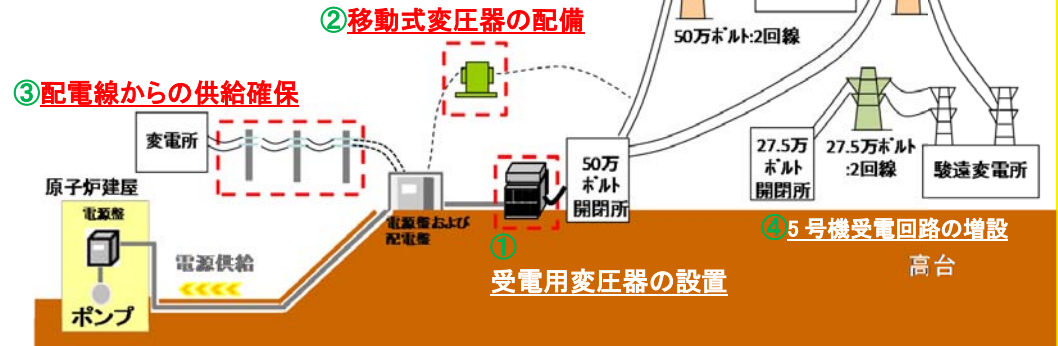 ②移動式変圧器の配備
50万ボルト:2回線
③配電線からの供給確保
変電所
50万
ボルト
開閉所
27.5万
ボルト
開閉所
27.5万ボルト
:2回線
駿遠変電所
原子炉建屋
電源盤
電源盤および
配電盤
④5号機受電回路の増設
①
受電用変圧器の設置
高台
電源供給
ポンプ